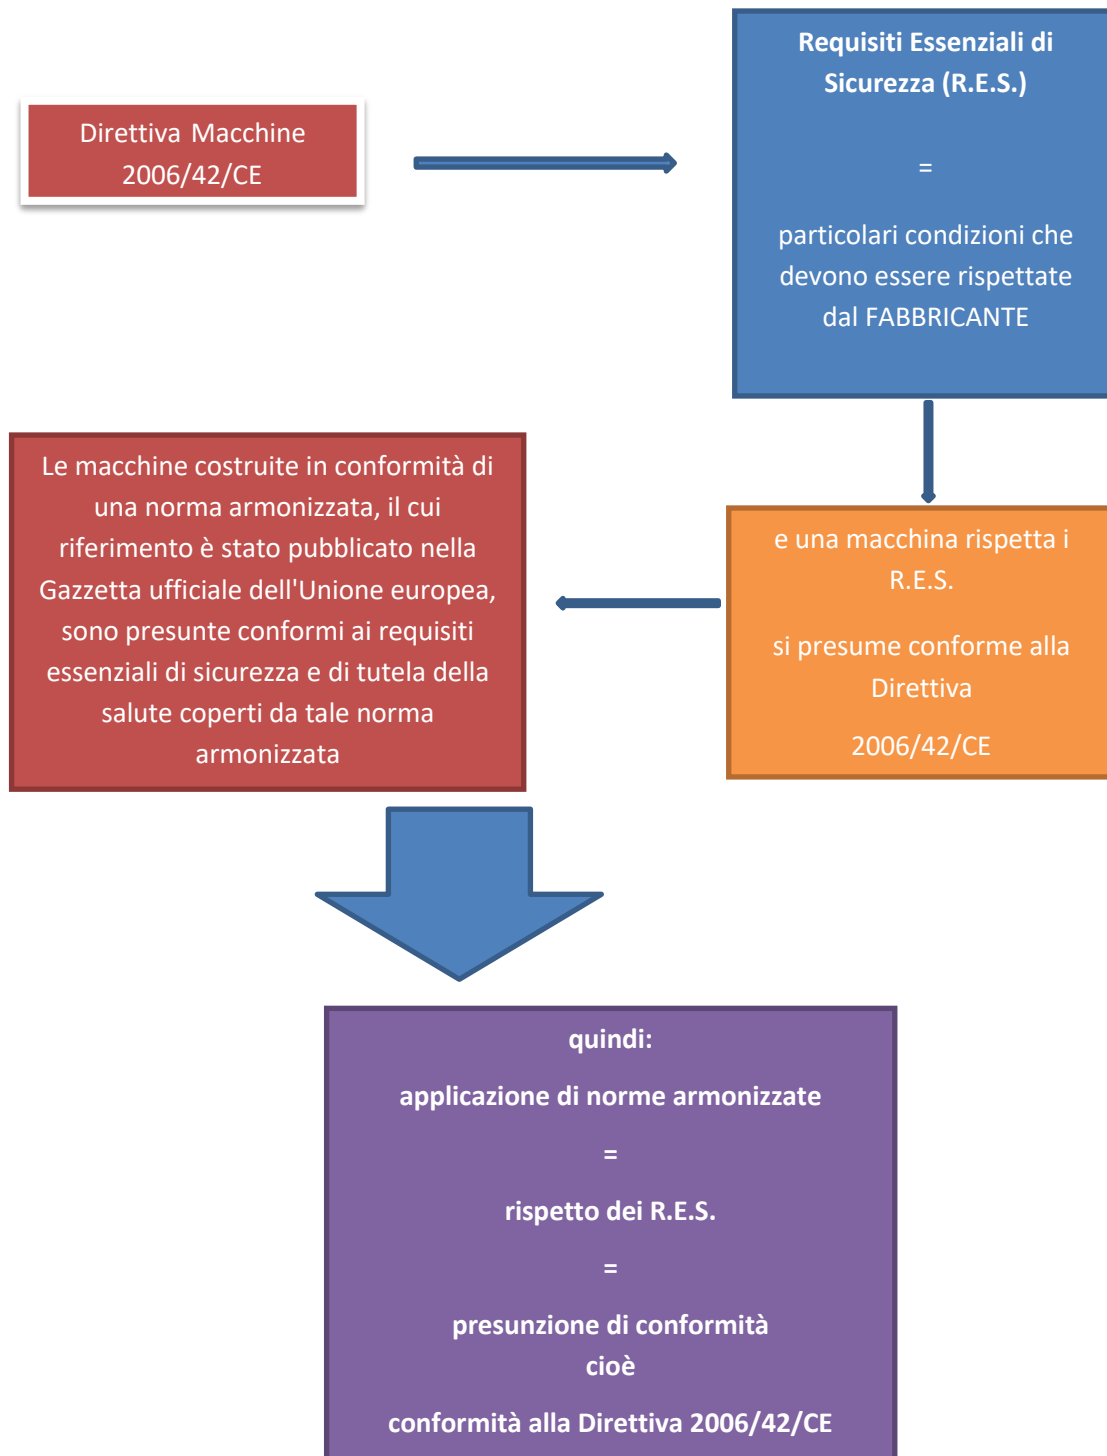 Direttiva Macchine
2006/42/CE
Requisiti Essenziali di
Sicurezza (R.E.S.)
=
particolari condizioni che
devono essere rispettate
dal FABBRICANTE
e una macchina rispetta i
R.E.S.
si presume conforme alla
Direttiva
2006/42/CE
Le macchine costruite in conformità di
una norma armonizzata, il cui
riferimento è stato pubblicato nella
Gazzetta ufficiale dell'Unione europea,
sono presunte conformi ai requisiti
essenziali di sicurezza e di tutela della
salute coperti da tale norma
armonizzata
quindi:
applicazione di norme armonizzate
=
rispetto dei R.E.S.
=
presunzione di conformità
cioè
conformità alla Direttiva 2006/42/CE